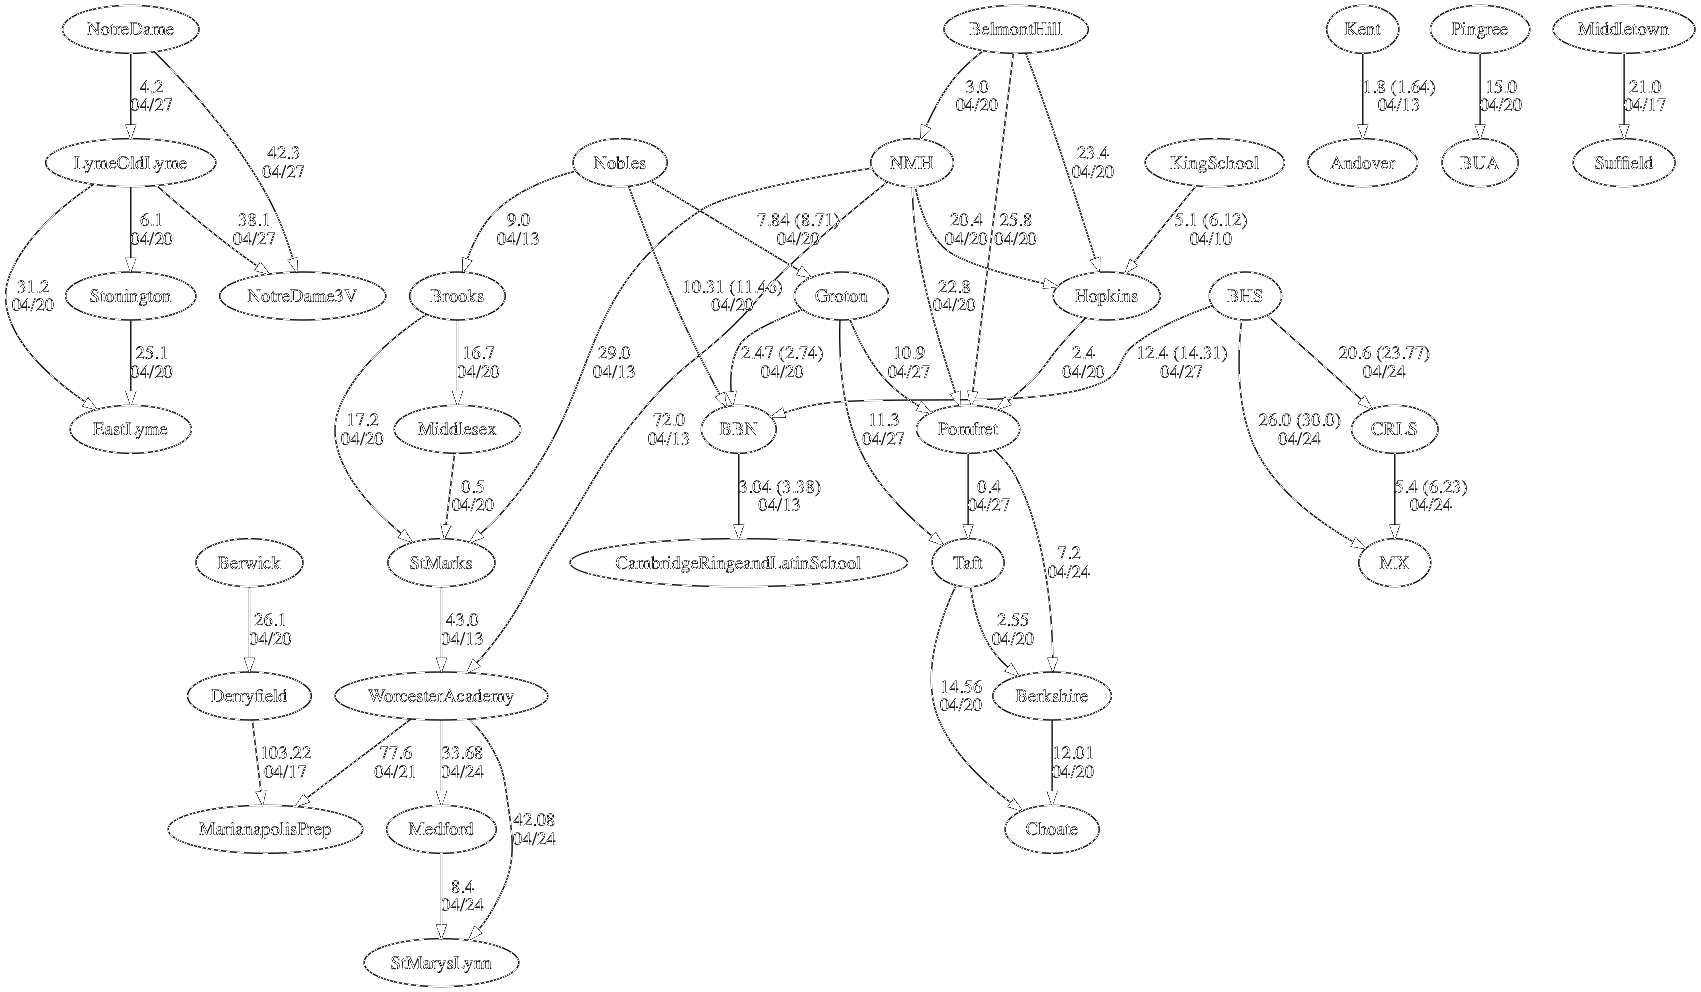 NotreDame
BelmontHill
Kent
Pingree
Middletown
4.2
04/27
3.0
04/20
1.8 (1.64)
04/13
15.0
04/20
21.0
04/17
LymeOldLyme
42.3
04/27
Nobles
NMH
23.4
04/20
KingSchool
Andover
BUA
Suffield
6.1
04/20
38.1
04/27
9.0
04/13
7.84 (8.71)
04/20
20.4
04/20
25.8
04/20
5.1 (6.12)
04/10
31.2
04/20
Stonington
NotreDame3V
Brooks
10.31 (11.46)
04/20
Groton
22.8
04/20
Hopkins
BHS
25.1
04/20
16.7
04/20
29.0
04/13
2.47 (2.74)
04/20
10.9
04/27
2.4
04/20
12.4 (14.31)
04/27
20.6 (23.77)
04/24
EastLyme
17.2
04/20
Middlesex
72.0
04/13
BBN
11.3
04/27
Pomfret
26.0 (30.0)
04/24
CRLS
0.5
04/20
3.04 (3.38)
04/13
0.4
04/27
5.4 (6.23)
04/24
Berwick
StMarks
CambridgeRingeandLatinSchool
Taft
7.2
04/24
MX
26.1
04/20
43.0
04/13
2.55
04/20
Derryfield
WorcesterAcademy
14.56
04/20
Berkshire
103.22
04/17
77.6
04/21
33.68
04/24
12.01
04/20
MarianapolisPrep
Medford
42.08
04/24
Choate
8.4
04/24
StMarysLynn